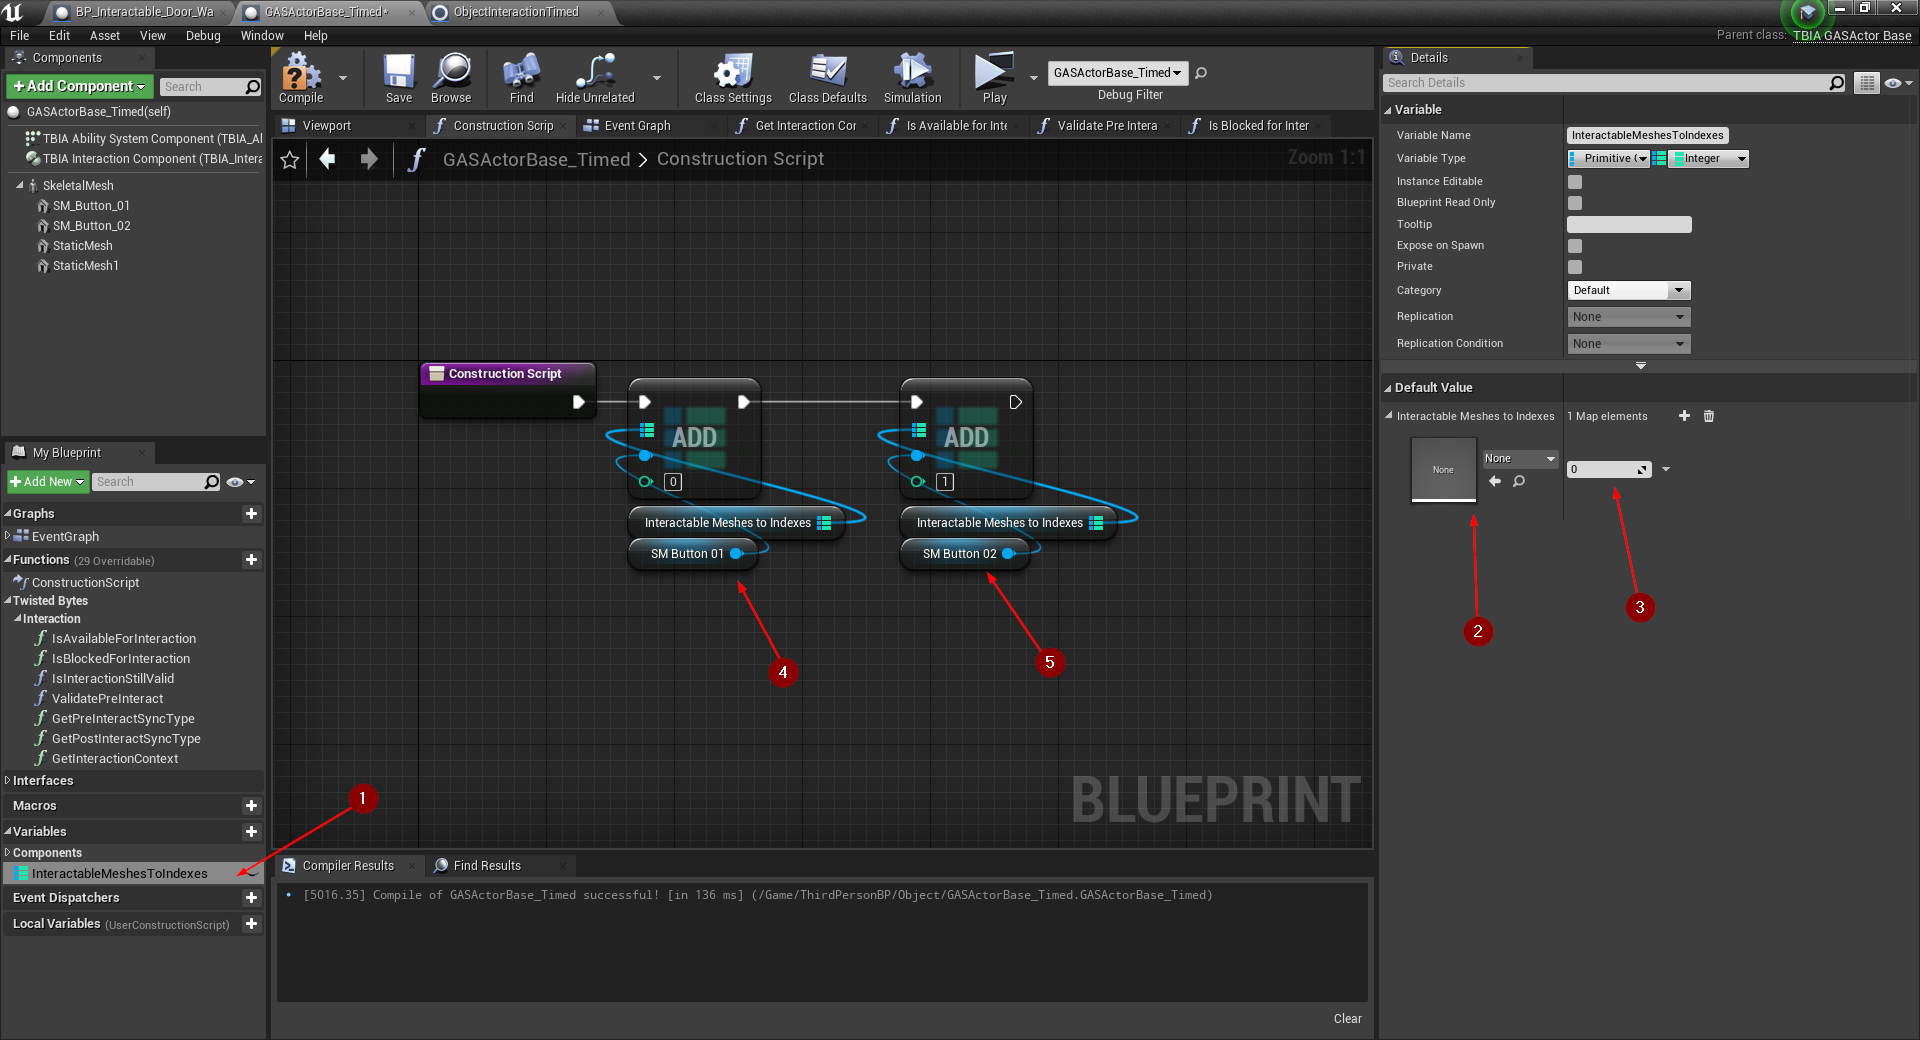 BP_Interactable_Door_Wa
GASActorBase_Timed*
ObjectInteractionTimed
File
Edit
Asset
View
Debug
Window
Help
Parent class:
TBIA GASActor Base
Components
+Add Component
Search
GASActorBase_Timed(self)
TBIA Ability System Component (TBIA_Al
TBIA Interaction Component (TBIA_Intera
SkeletalMesh
SM_Button_01
SM_Button_02
StaticMesh
StaticMesh1
My Blueprint
+Add New
Search
Graphs
EventGraph
Functions (29 Overridable)
ConstructionScript
Twisted Bytes
Interaction
IsAvailableForInteraction
IsBlockedForInteraction
IsInteractionStillValid
ValidatePreInteract
GetPreInteractSyncType
GetPostInteractSyncType
GetInteractionContext
Interfaces
Macros
Variables
Components
InteractableMeshesToIndexes
Event Dispatchers
Local Variables (UserConstructionScript)
1
Compile
Save
Browse
Find
Hide Unrelated
Class Settings
Class Defaults
Simulation
Play
GASActorBase_Timed
Debug Filter
Viewport
Construction Scrip
Event Graph
Get Interaction Cor
Is Available for Inte
Validate Pre Intera
Is Blocked for Inter
GASActorBase_Timed > Construction Script
Zoom 1:1
Construction Script
ADD
0
Interactable Meshes to Indexes
SM Button 01
ADD
1
Interactable Meshes to Indexes
SM Button 02
4
5
BLUEPRINT
Compiler Results
Find Results
[5016.35] Compile of GASActorBase_Timed successful! [in 136 ms] (/Game/ThirdPersonBP/Object/GASActorBase_Timed.GASActorBase_Timed)
Clear
Details
Search Details
Variable
Variable Name
InteractableMeshesToIndexes
Variable Type
Primitive (
Integer
Instance Editable
Blueprint Read Only
Tooltip
Expose on Spawn
Private
Category
Default
Replication
None
Replication Condition
None
Default Value
Interactable Meshes to Indexes
1 Map elements
None
None
0
2
3